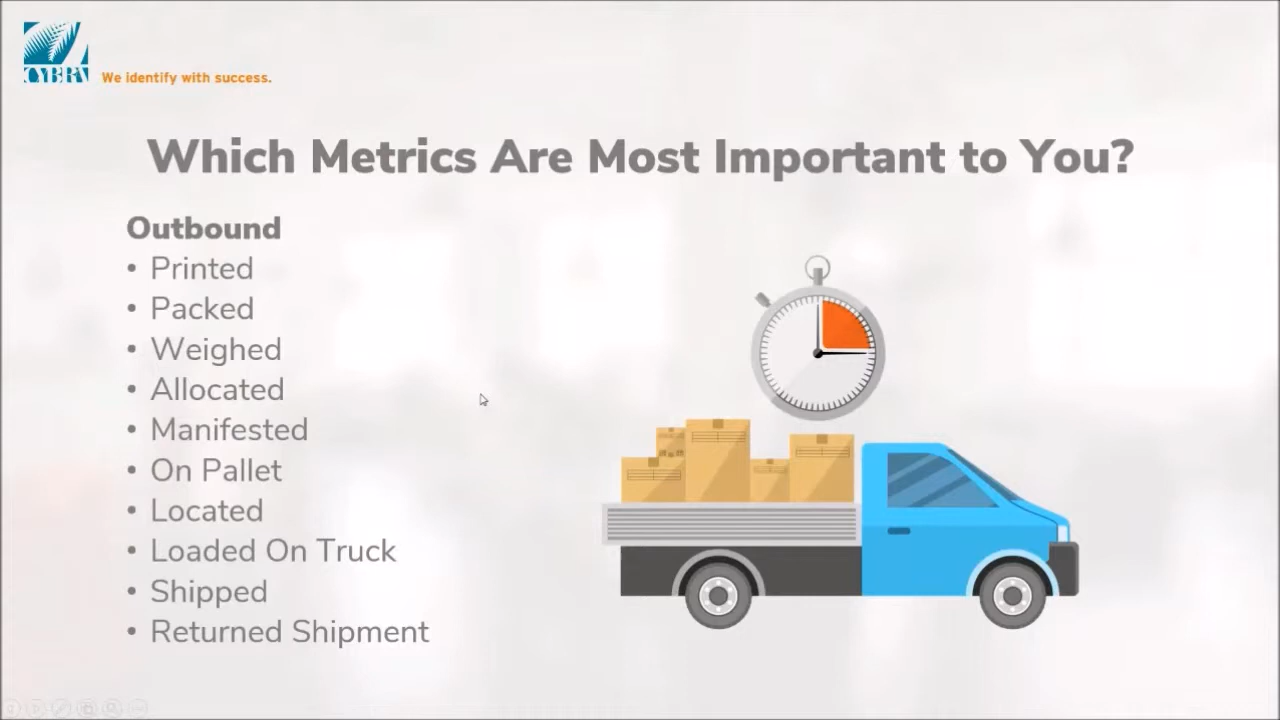 CYBRA
We identify with success.
Which Metrics Are Most Important to You?
Outbound
• Printed
• Packed
• Weighed
• Allocated
• Manifested
• On Pallet
• Located
• Loaded On Truck
• Shipped
• Returned Shipment